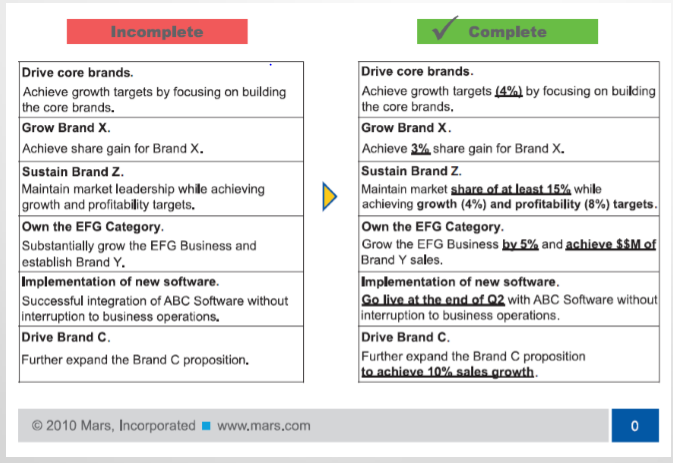 Incomplete
Drive core brands.
Achieve growth targets by focusing on building
the core brands.
Grow Brand X.
Achieve share gain for Brand X.
Sustain Brand Z.
Maintain market leadership while achieving
growth and profitability targets.
Own the EFG Category.
Substantially grow the EFG Business and
establish Brand Y.
Implementation of new software.
Successful integration of ABC Software without
interruption to business operations.
Drive Brand C.
Further expand the Brand C proposition.
✓ Complete
Drive core brands.
Achieve growth targets (4%) by focusing on building
the core brands.
Grow Brand X.
Achieve 3% share gain for Brand X.
Sustain Brand Z.
Maintain market share of at least 15% while
achieving growth (4%) and profitability (8%) targets.
Own the EFG Category.
Grow the EFG Business by 5% and achieve $$M of
Brand Y sales.
Implementation of new software.
Go live at the end of Q2 with ABC Software without
interruption to business operations.
Drive Brand C.
Further expand the Brand C proposition
to achieve 10% sales growth.
© 2010 Mars, Incorporated ■ www.mars.com
0